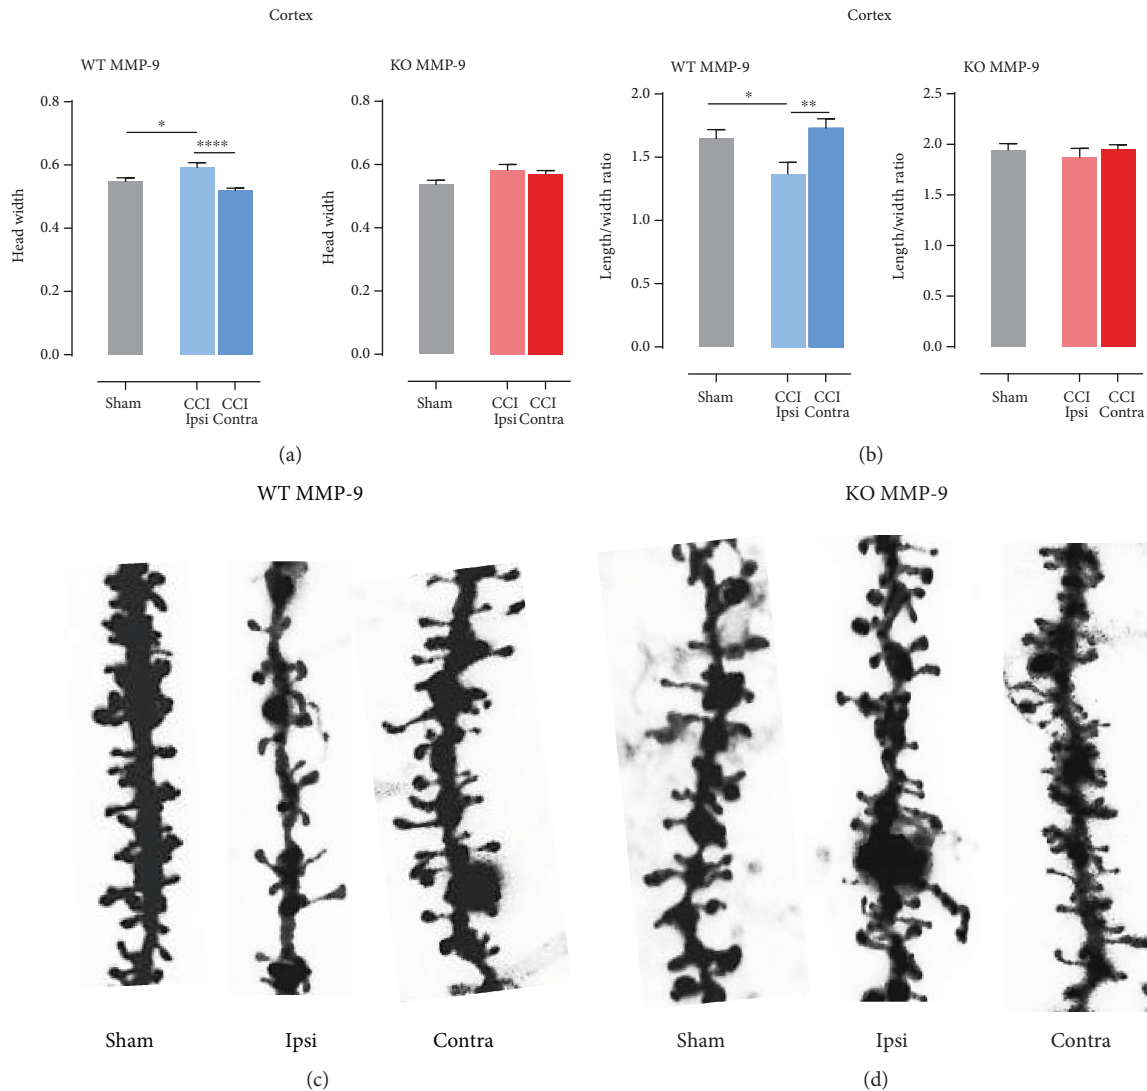 Cortex
WT MMP-9
KO MMP-9
0.8
0.6
0.4
0.2
0.0
Head width
*
****
Sham
CCI
Ipsi
CCI
Contra
0.8
0.6
0.4
0.2
0.0
Head width
Sham
CCI
Ipsi
CCI
Contra
(a)
Cortex
WT MMP-9
KO MMP-9
2.0
1.5
1.0
0.5
0.0
Length/width ratio
*
**
Sham
CCI
Ipsi
CCI
Contra
2.5
2.0
1.5
1.0
0.5
0.0
Length/width ratio
Sham
CCI
Ipsi
CCI
Contra
(b)
WT MMP-9
Sham
Ipsi
Contra
(c)
KO MMP-9
Sham
Ipsi
Contra
(d)